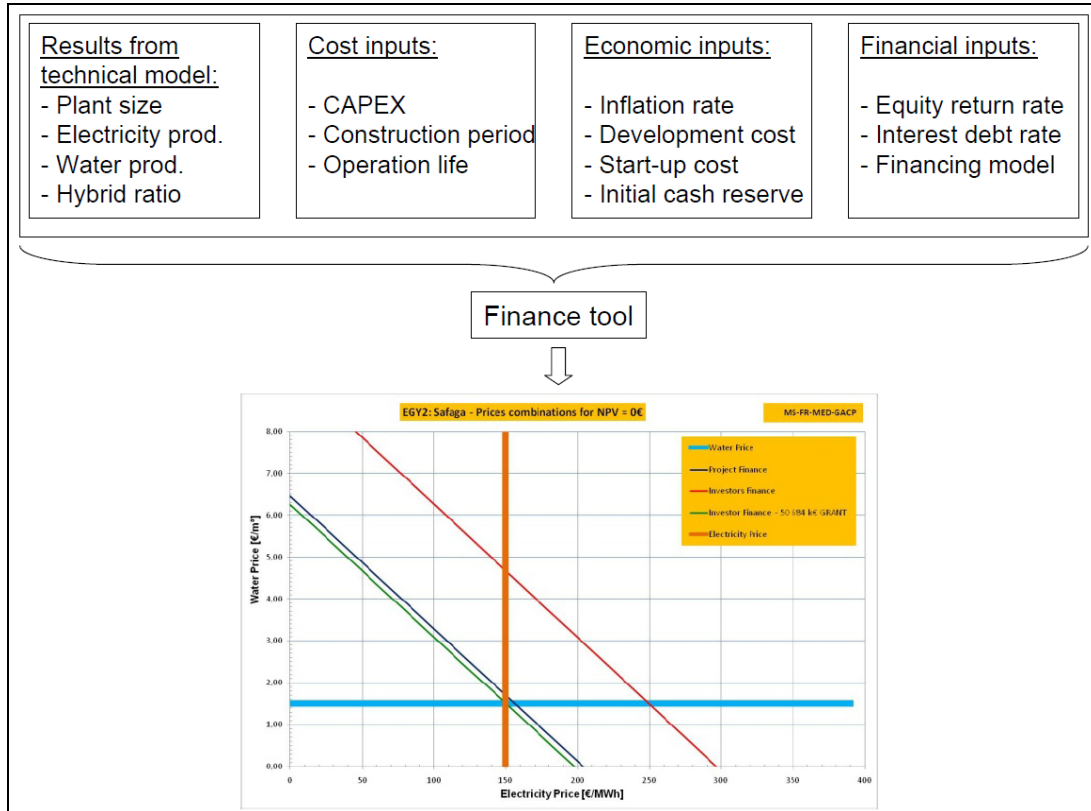 Results from
technical model:
- Plant size
- Electricity prod.
- Water prod.
- Hybrid ratio
Cost inputs:
- CAPEX
- Construction period
- Operation life
Economic inputs:
- Inflation rate
- Development cost
- Start-up cost
- Initial cash reserve
Financial inputs:
- Equity return rate
- Interest debt rate
- Financing model
Finance tool
EGY2: Safaga - Prices combinations for NPV = 0€
MS-FR-MED-GACP
Water Price
Project Finance
Investors Finance
Investor Finance - 50 684 k€ GRANT
Electricity Price
Water Price [€/m³]
8,00
7,00
6,00
5,00
4,00
3,00
2,00
1,00
0,00
0 50 100 150 200 250 300 350 400
Electricity Price [€/MWh]